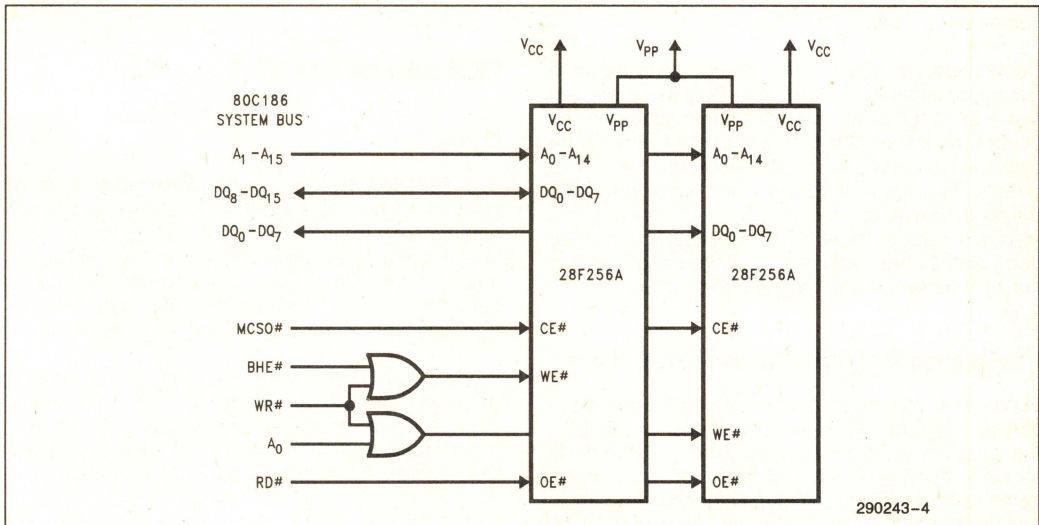 V_CC V_PP V_CC
80C186
SYSTEM BUS
V_CC V_PP V_PP V_CC
A_1-A_15 A_0-A_14 A_0-A_14
DQ_8-DQ_15 DQ_0-DQ_7
DQ_0-DQ_7 DQ_0-DQ_7
28F256A 28F256A
MCSO# CE# CE#
BHE# WE#
WR#
A_0 WE#
RD# OE# OE#
290243-4